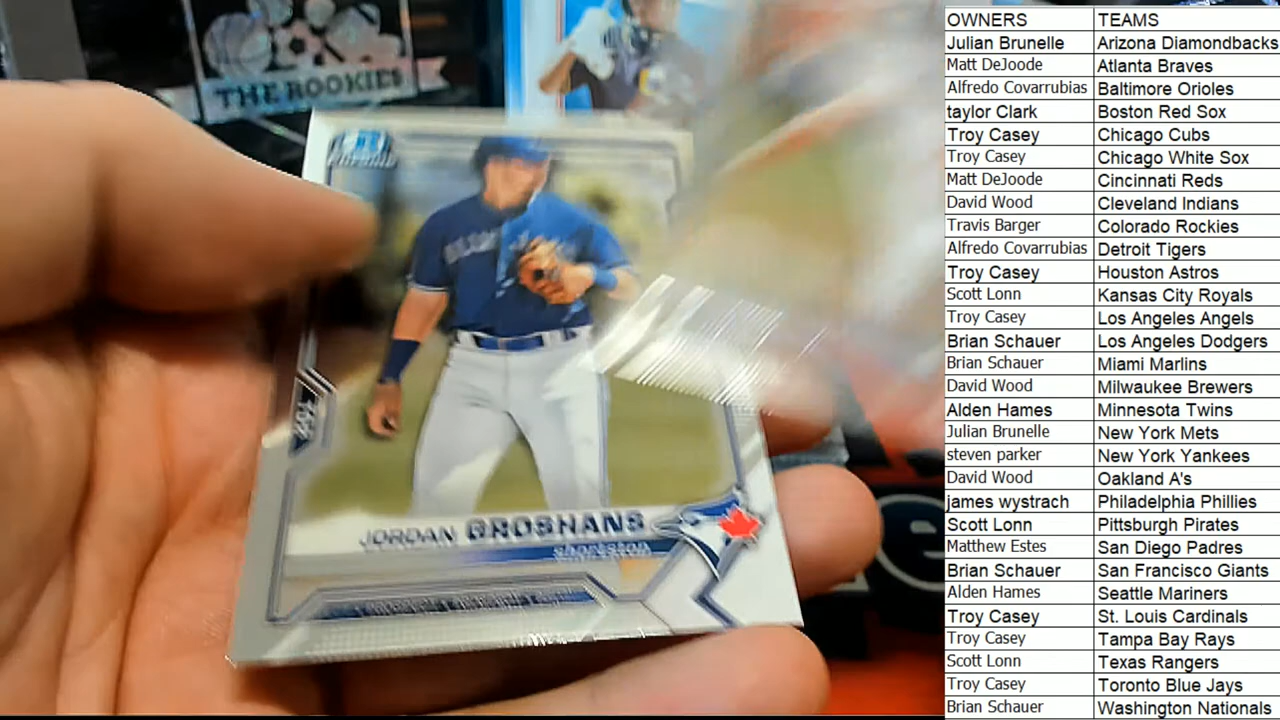 THE ROOKIES
JORDAN GROSHANS
shortstop
OWNERS TEAMS
Julian Brunelle Arizona Diamondbacks
Matt DeJoode Atlanta Braves
Alfredo Covarrubias Baltimore Orioles
taylor Clark Boston Red Sox
Troy Casey Chicago Cubs
Troy Casey Chicago White Sox
Matt DeJoode Cincinnati Reds
David Wood Cleveland Indians
Travis Barger Colorado Rockies
Alfredo Covarrubias Detroit Tigers
Troy Casey Houston Astros
Scott Lonn Kansas City Royals
Troy Casey Los Angeles Angels
Brian Schauer Los Angeles Dodgers
Brian Schauer Miami Marlins
David Wood Milwaukee Brewers
Alden Hames Minnesota Twins
Julian Brunelle New York Mets
steven parker New York Yankees
David Wood Oakland A's
james wystrach Philadelphia Phillies
Scott Lonn Pittsburgh Pirates
Matthew Estes San Diego Padres
Brian Schauer San Francisco Giants
Alden Hames Seattle Mariners
Troy Casey St. Louis Cardinals
Troy Casey Tampa Bay Rays
Scott Lonn Texas Rangers
Troy Casey Toronto Blue Jays
Brian Schauer Washington Nationals